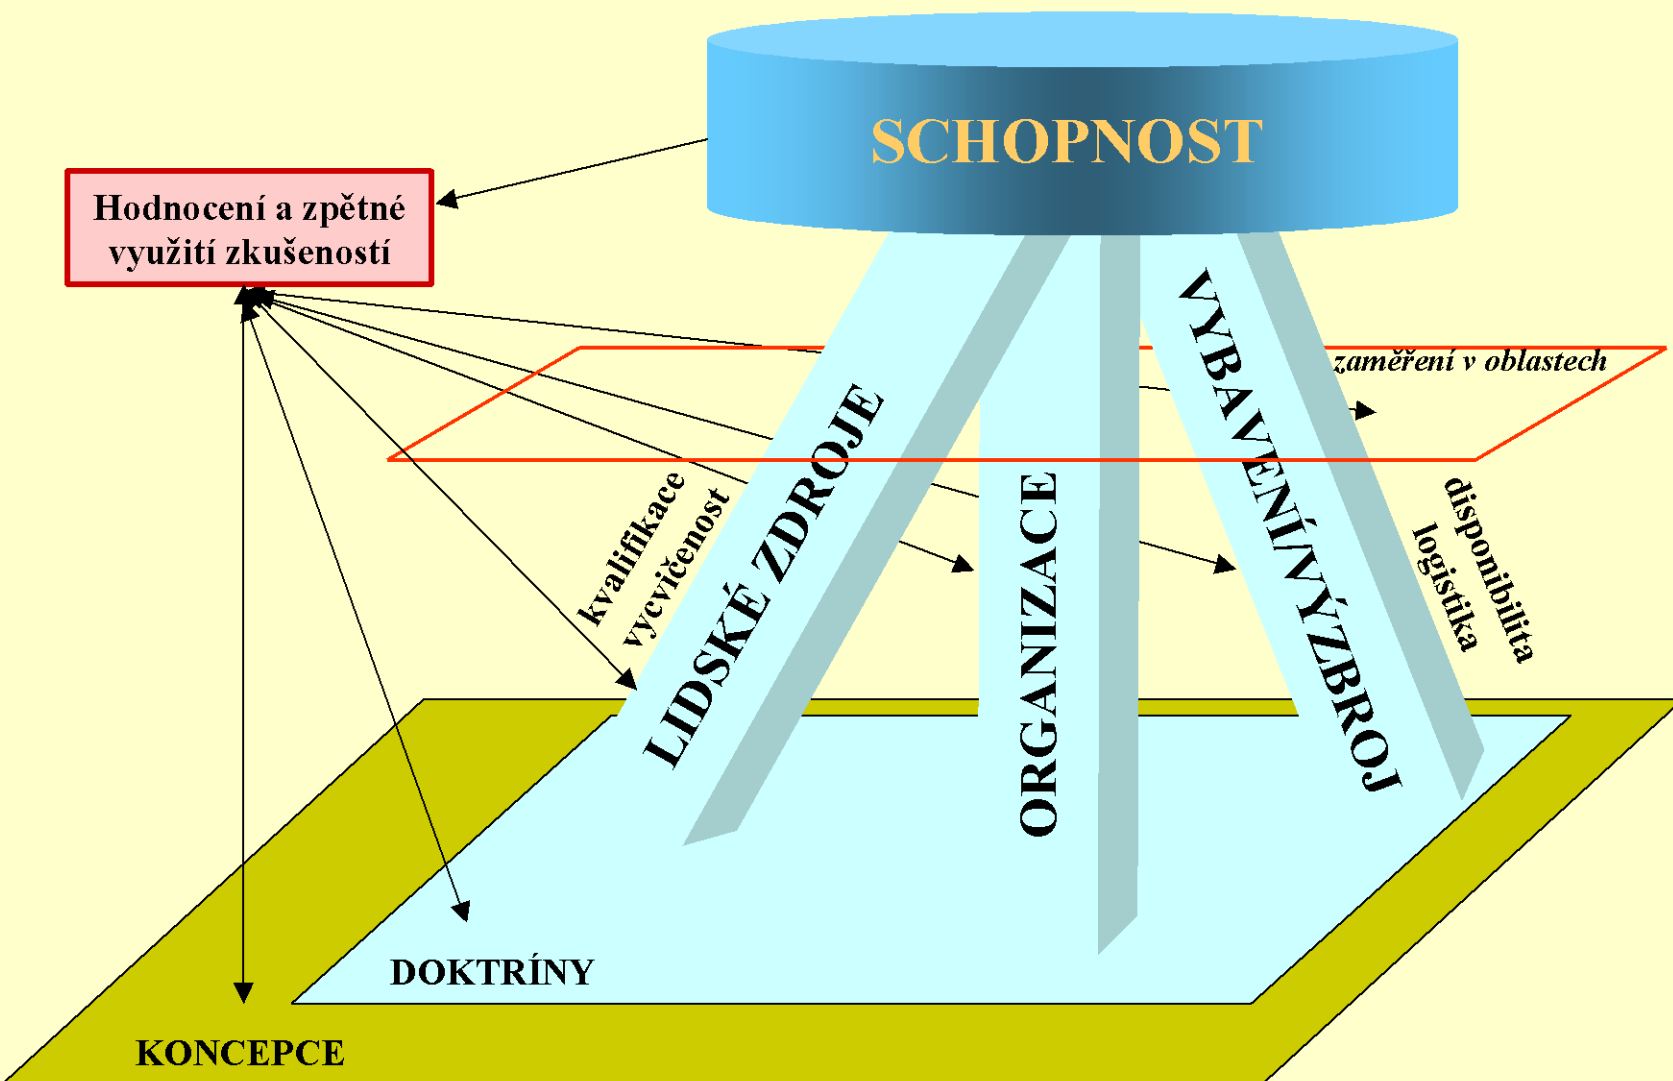 SCHOPNOST
Hodnocení a zpětné
využití zkušeností
zaměření v oblastech
kvalifikace
vycvičenost
LIDSKÉ ZDROJE
ORGANIZACE
VYBAVENÍ/VÝZBROJ
disponibilita
logistika
DOKTRÍNY
KONCEPCE